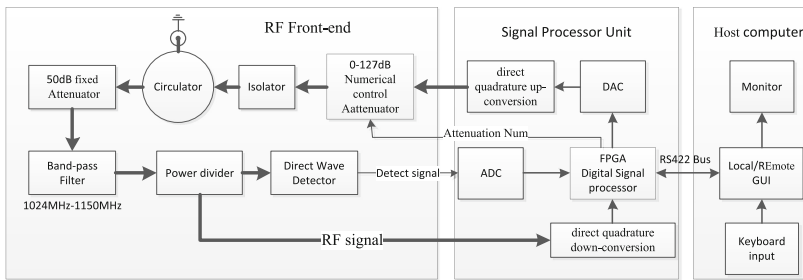 RF Front-end
Signal Processor Unit
Host computer
50dB fixed
Attenuator
Circulator
Isolator
0-127dB
Numerical
control
Aattenuator
direct
quadrature up-
conversion
DAC
Monitor
Attenuation Num
Band-pass
Filter
1024MHz-1150MHz
Power divider
Direct Wave
Detector
Detect signal
ADC
FPGA
Digital Signal
processor
RS422 Bus
Local/REmote
GUI
RF signal
direct quadrature
down-conversion
Keyboard
input